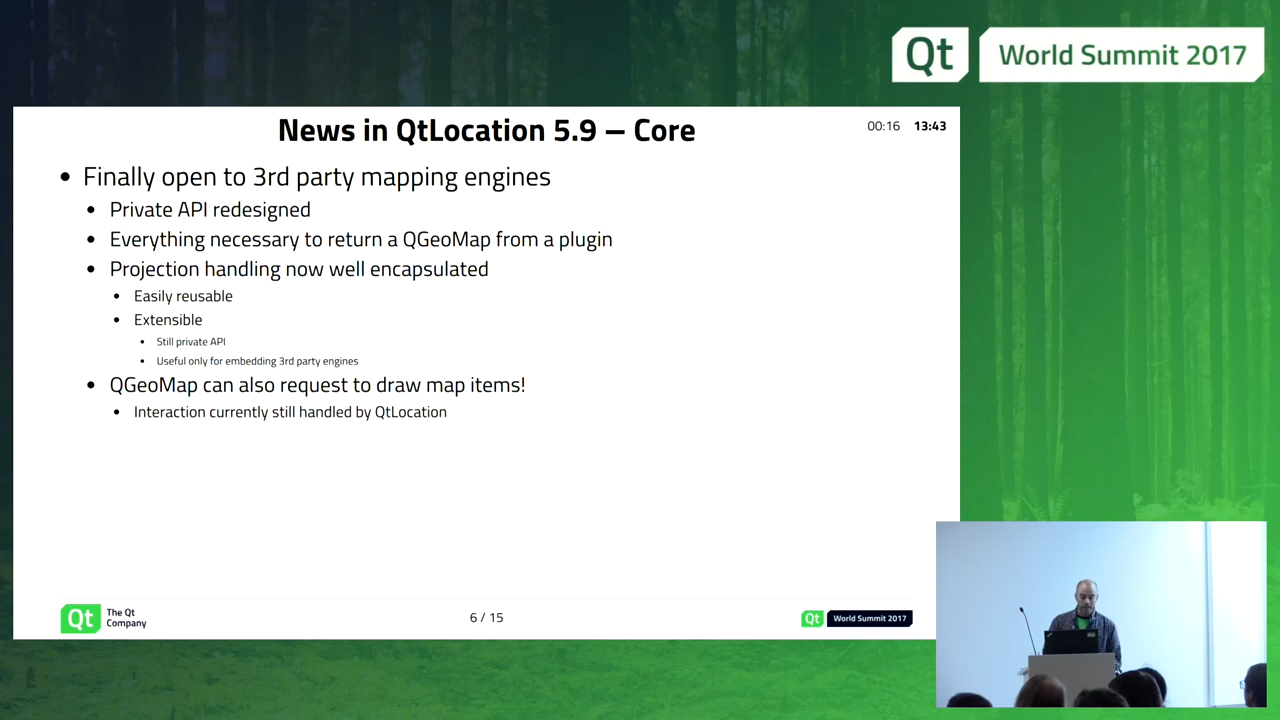 Qt World Summit 2017
News in QtLocation 5.9 – Core
00:16 13:43
• Finally open to 3rd party mapping engines
• Private API redesigned
• Everything necessary to return a QGeoMap from a plugin
• Projection handling now well encapsulated
• Easily reusable
• Extensible
• Still private API
• Useful only for embedding 3rd party engines
• QGeoMap can also request to draw map items!
• Interaction currently still handled by QtLocation
Qt The Qt
Company
6 / 15
Qt World Summit 2017